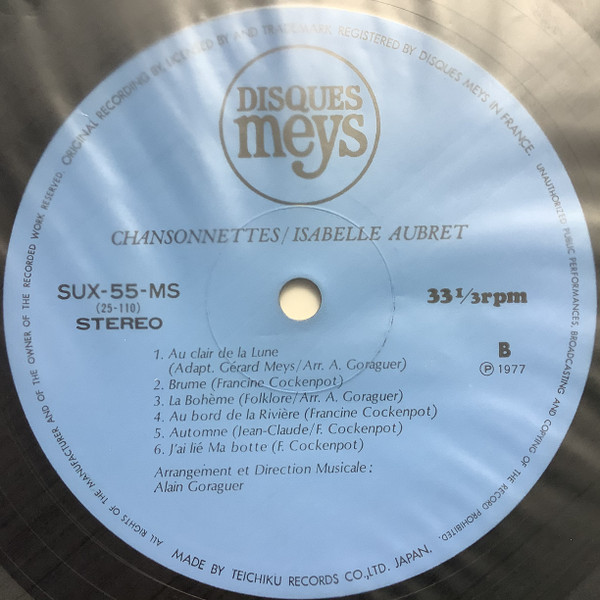 ORIGINAL RECORDING BY, LICENSED BY AND TRADEMARK REGISTERED BY DISQUES MEYS IN FRANCE.
UNAUTHORIZED PUBLIC PERFORMANCES, BROADCASTING AND COPYING OF THE RECORD PROHIBITED.
ALL RIGHTS OF THE MANUFACTURER AND OF THE OWNER OF THE RECORDED WORK RESERVED.
DISQUES
meys
CHANSONNETTES/ISABELLE AUBRET
SUX-55-MS
(25-110)
STEREO
33 1/3rpm
B
Ⓟ 1977
1. Au clair de la Lune
(Adapt. Gérard Meys/Arr. A. Goraguer)
2. Brume (Francine Cockenpot)
3. La Bohème (Folklore/Arr. A. Goraguer)
4. Au bord de la Rivière (Francine Cockenpot)
5. Automne (Jean-Claude/F. Cockenpot)
6. J'ai lié Ma botte (F. Cockenpot)
Arrangement et Direction Musicale:
Alain Goraguer
MADE BY TEICHIKU RECORDS CO.,LTD. JAPAN.